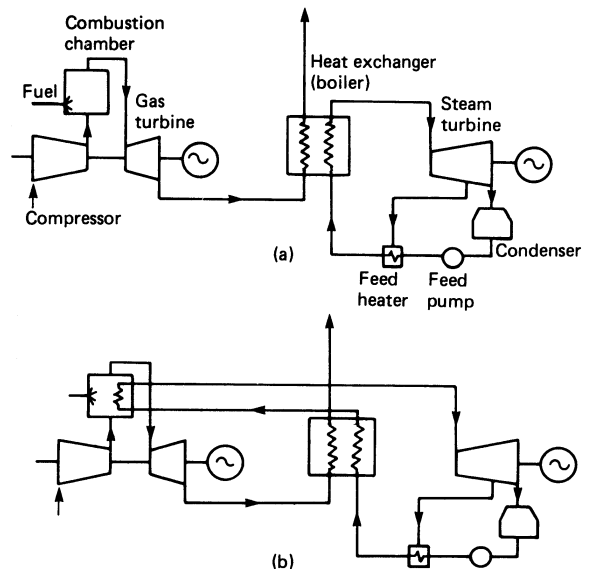 Combustion
chamber
Fuel
Gas
turbine
Heat exchanger
(boiler)
Steam
turbine
Compressor
(a)
Condenser
Feed
heater
Feed
pump
(b)